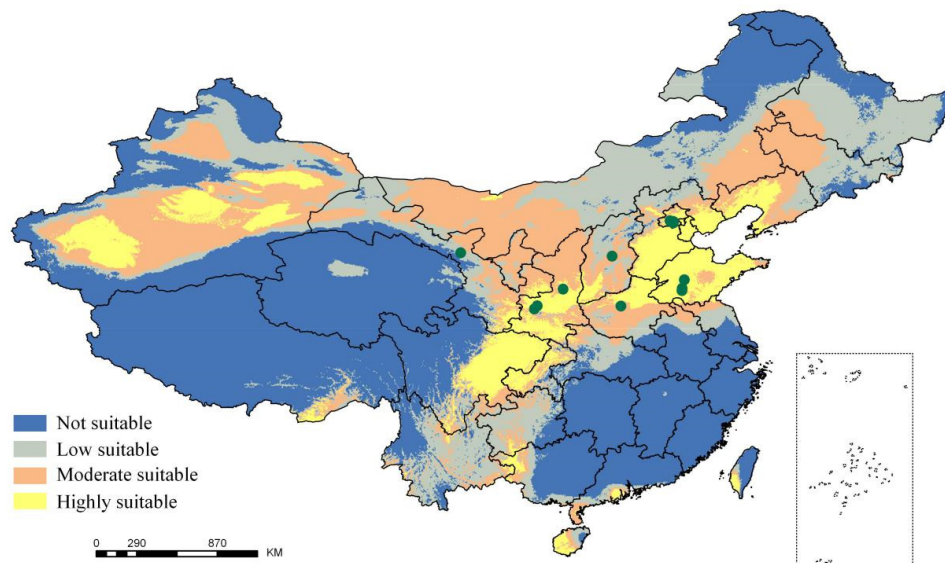 Not suitable
Low suitable
Moderate suitable
Highly suitable
0 290 870
KM